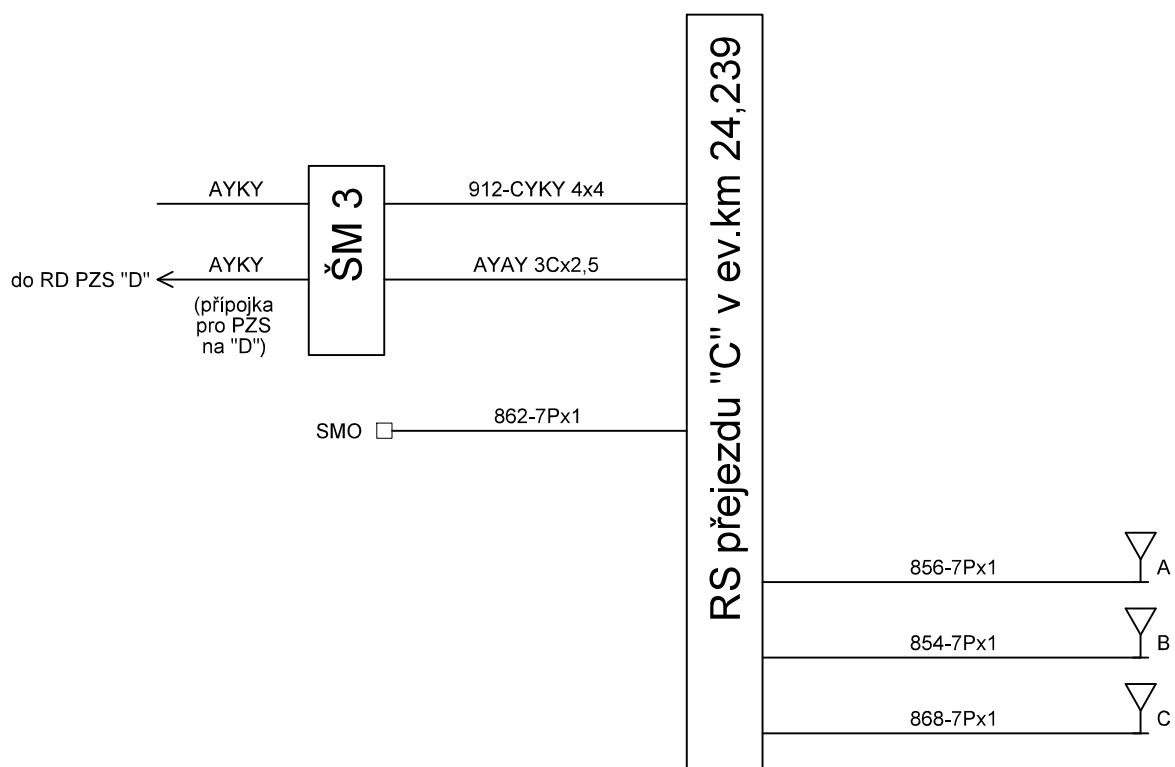 AYKY
912-CYKY 4x4
do RD PZS "D"
AYKY
AYAY 3Cx2,5
(přípojka
pro PZS
na "D")
ŠM 3
SMO
862-7Px1
RS přejezdu "C" v ev.km 24,239
856-7Px1
A
854-7Px1
B
868-7Px1
C